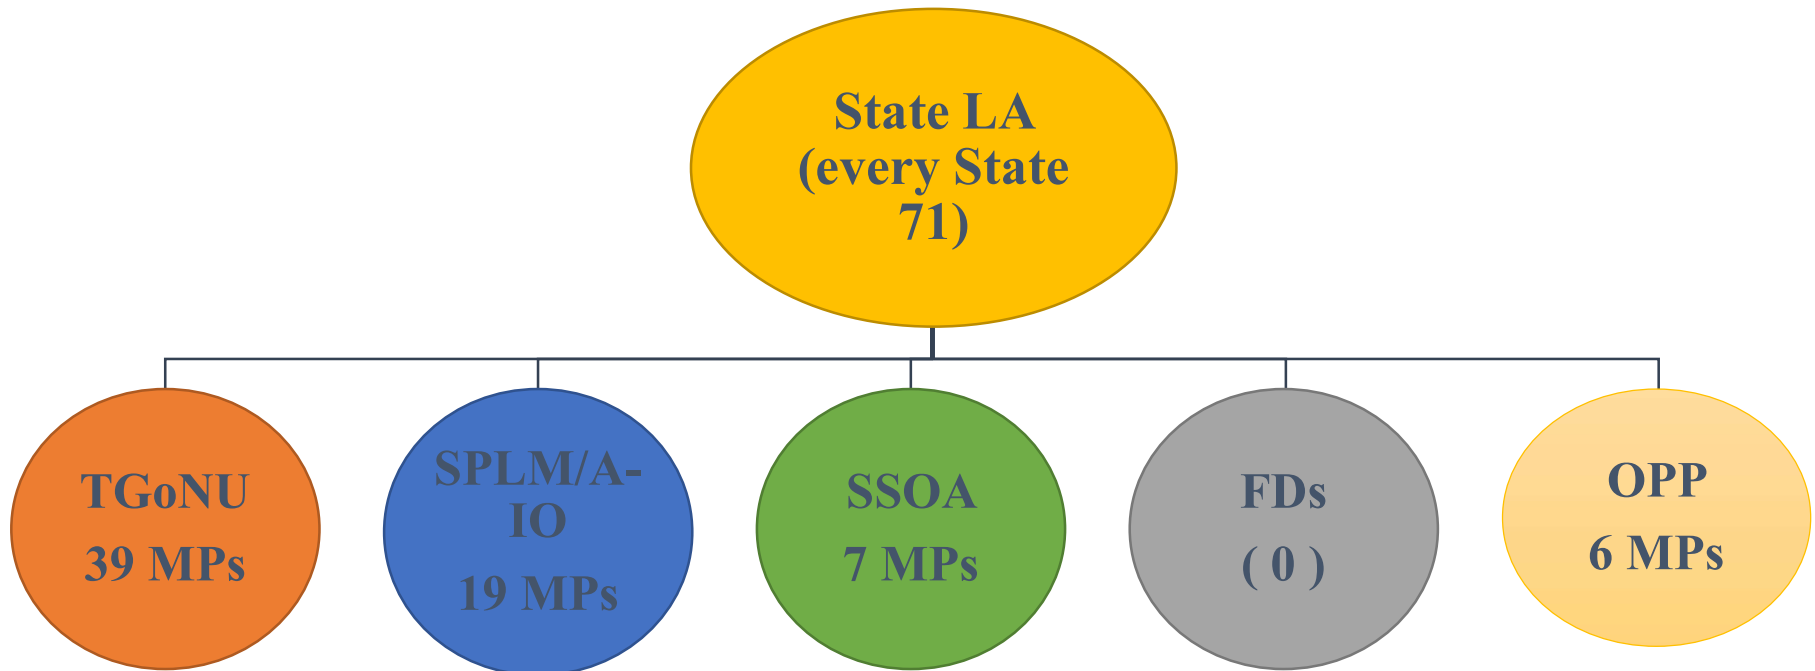 State LA
(every State
71)
TGoNU
39 MPs
SPLM/A-
IO
19 MPs
SSOA
7 MPs
FDs
( 0 )
OPP
6 MPs